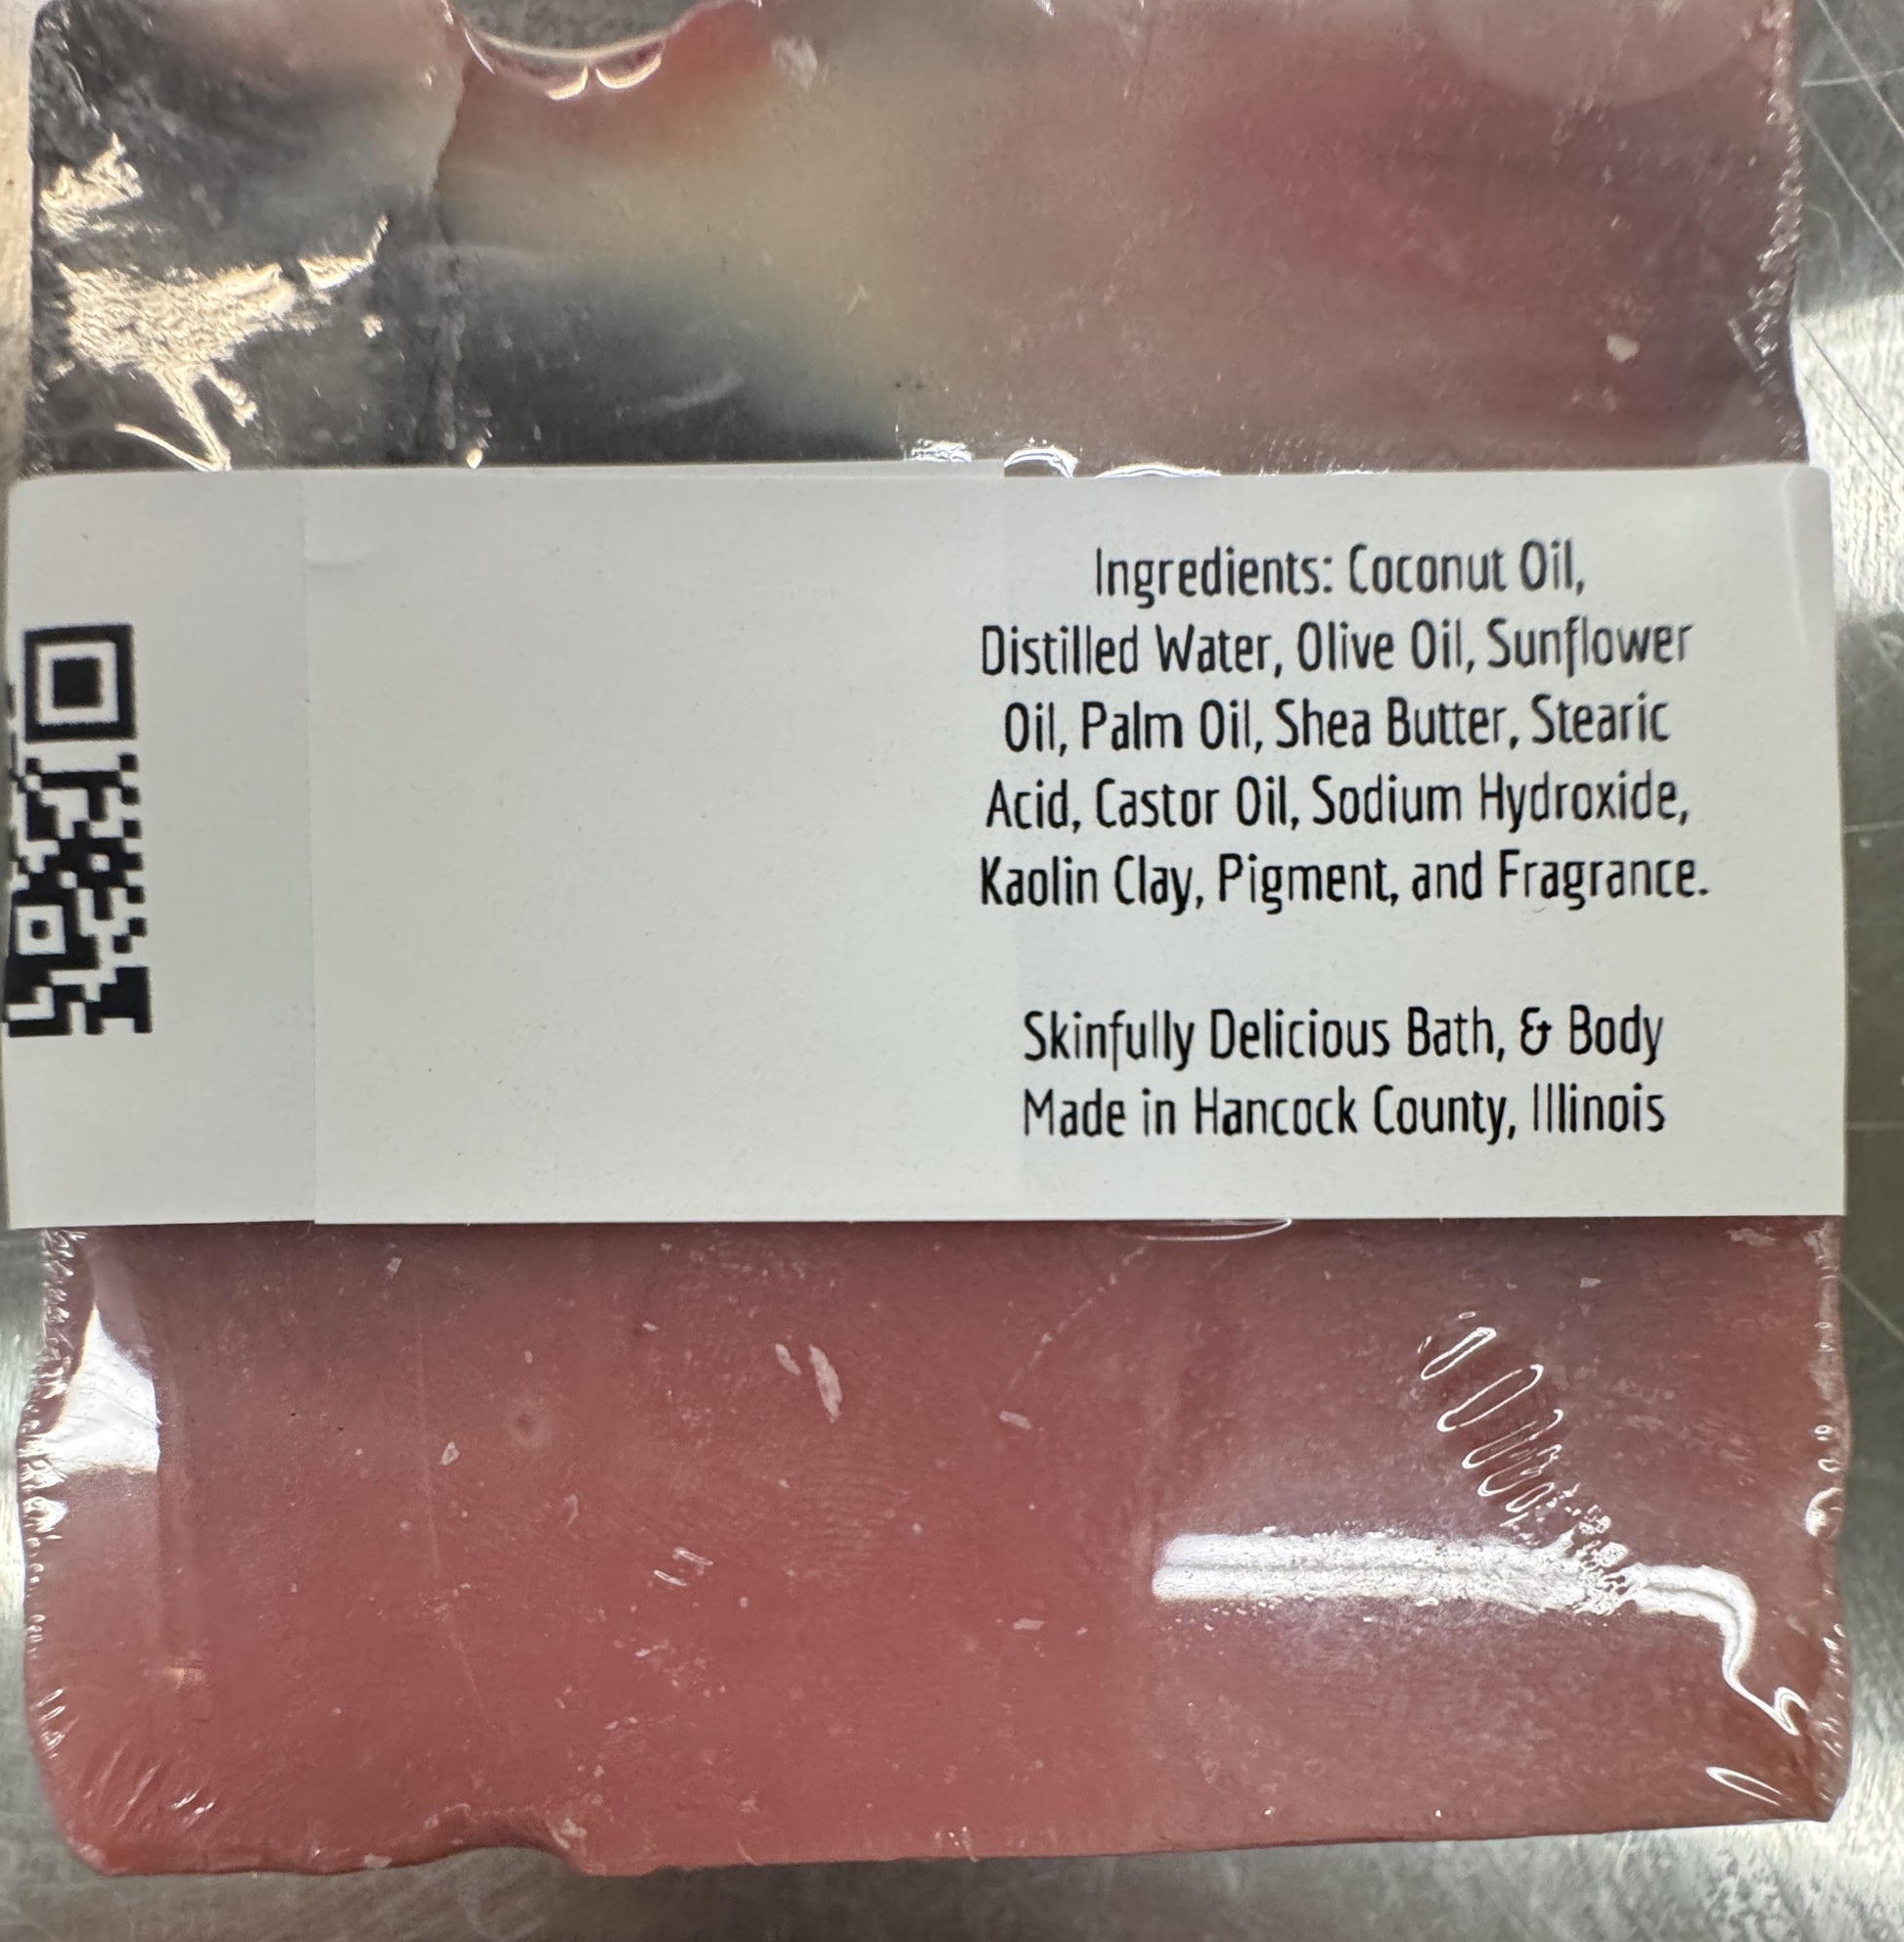 Ingredients: Coconut Oil,
Distilled Water, Olive Oil, Sunflower
Oil, Palm Oil, Shea Butter, Stearic
Acid, Castor Oil, Sodium Hydroxide,
Kaolin Clay, Pigment, and Fragrance.
Skinfully Delicious Bath, & Body
Made in Hancock County, Illinois